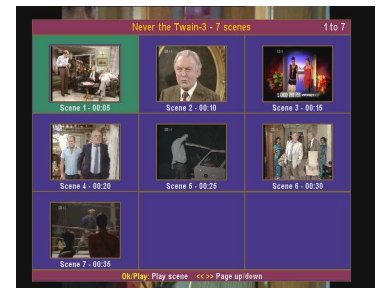 Never the Twain-3 - 7 scenes 1 to 7
Scene 1 - 00:05 Scene 2 - 00:10 Scene 3 - 00:15
Scene 4 - 00:20 Scene 5 - 00:25 Scene 6 - 00:30
Scene 7 - 00:35
Ok/Play: Play scene <<>> Page up/down